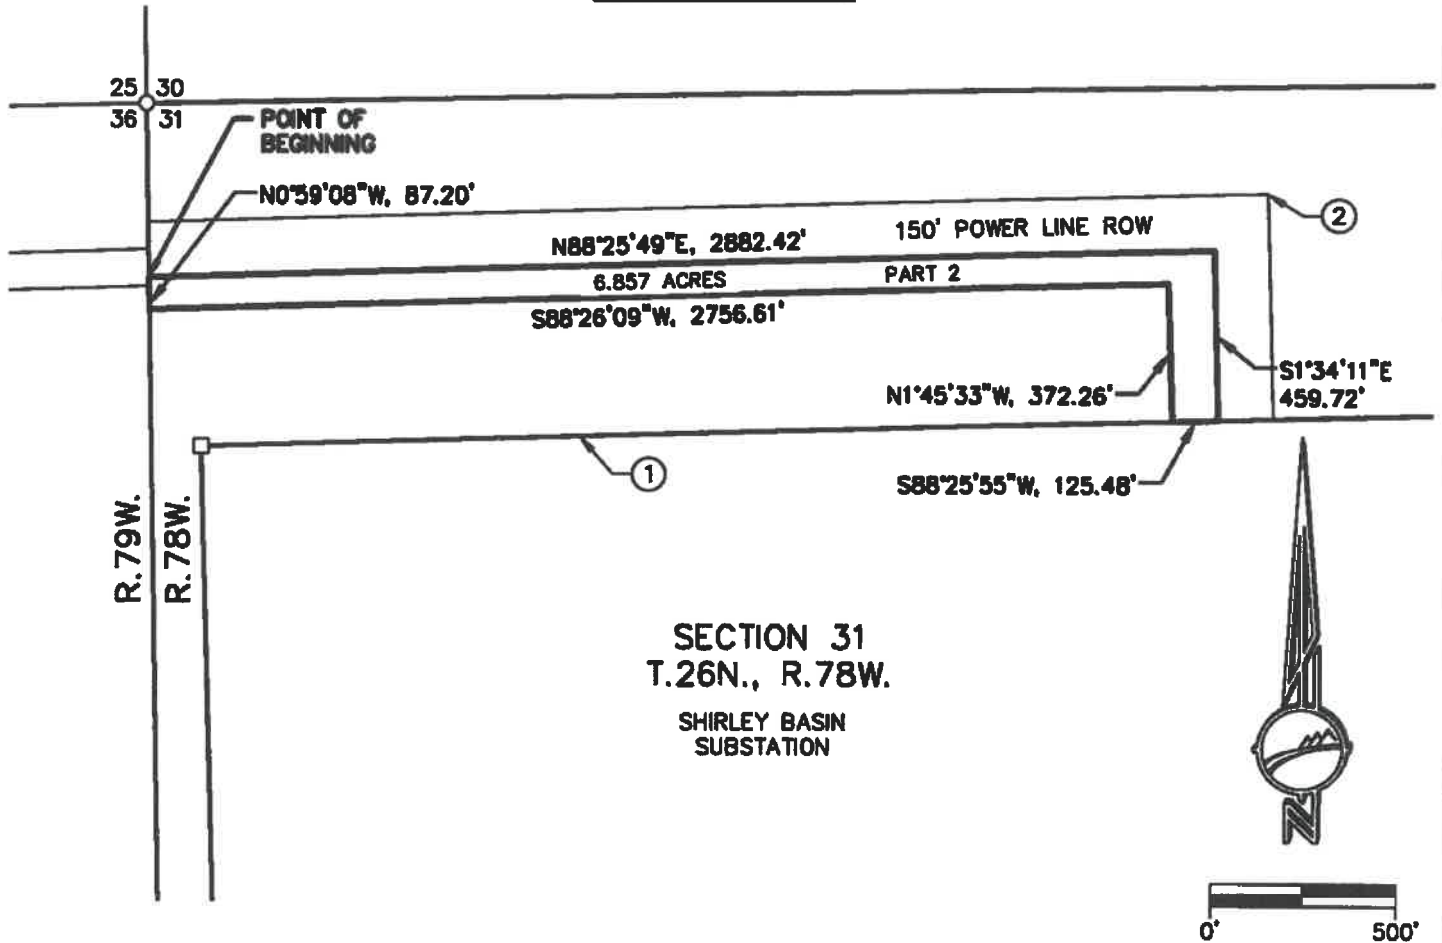 25 30
36 31
POINT OF
BEGINNING
N0°59'08"W, 87.20'
2
150' POWER LINE ROW
N88°25'49"E, 2882.42'
6.857 ACRES
PART 2
S88°26'09"W, 2756.61'
S1°34'11"E
459.72'
N1°45'33"W, 372.26'
1
S88°25'55"W, 125.48'
R.79W.
R.78W.
SECTION 31
T.26N., R.78W.
SHIRLEY BASIN
SUBSTATION
N
0'
500'